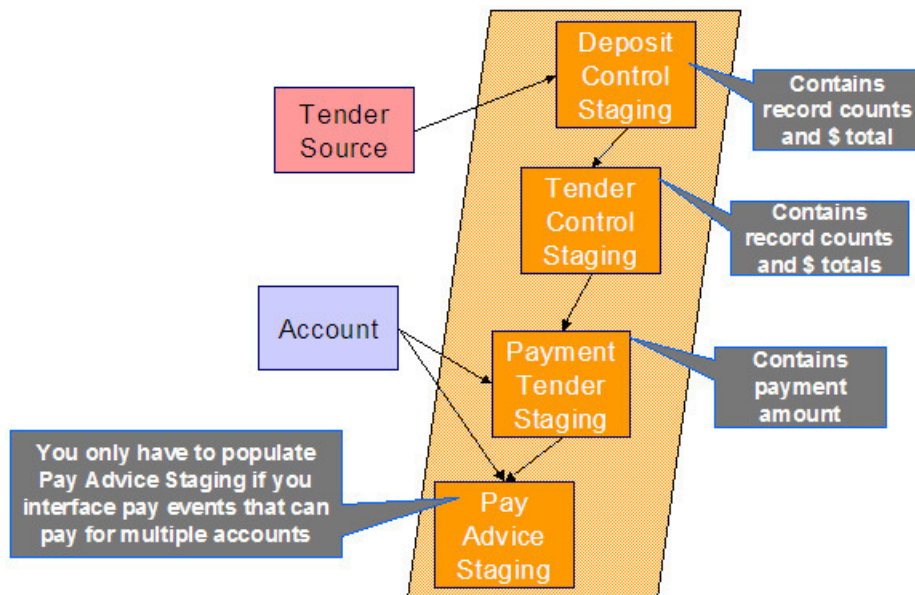 Deposit
Control
Staging
Contains
record counts
and $ total
Tender
Source
Tender
Control
Staging
Contains
record counts
and $ totals
Account
Payment
Tender
Staging
Contains
payment
amount
You only have to populate
Pay Advice Staging if you
interface pay events that can
pay for multiple accounts
Pay
Advice
Staging